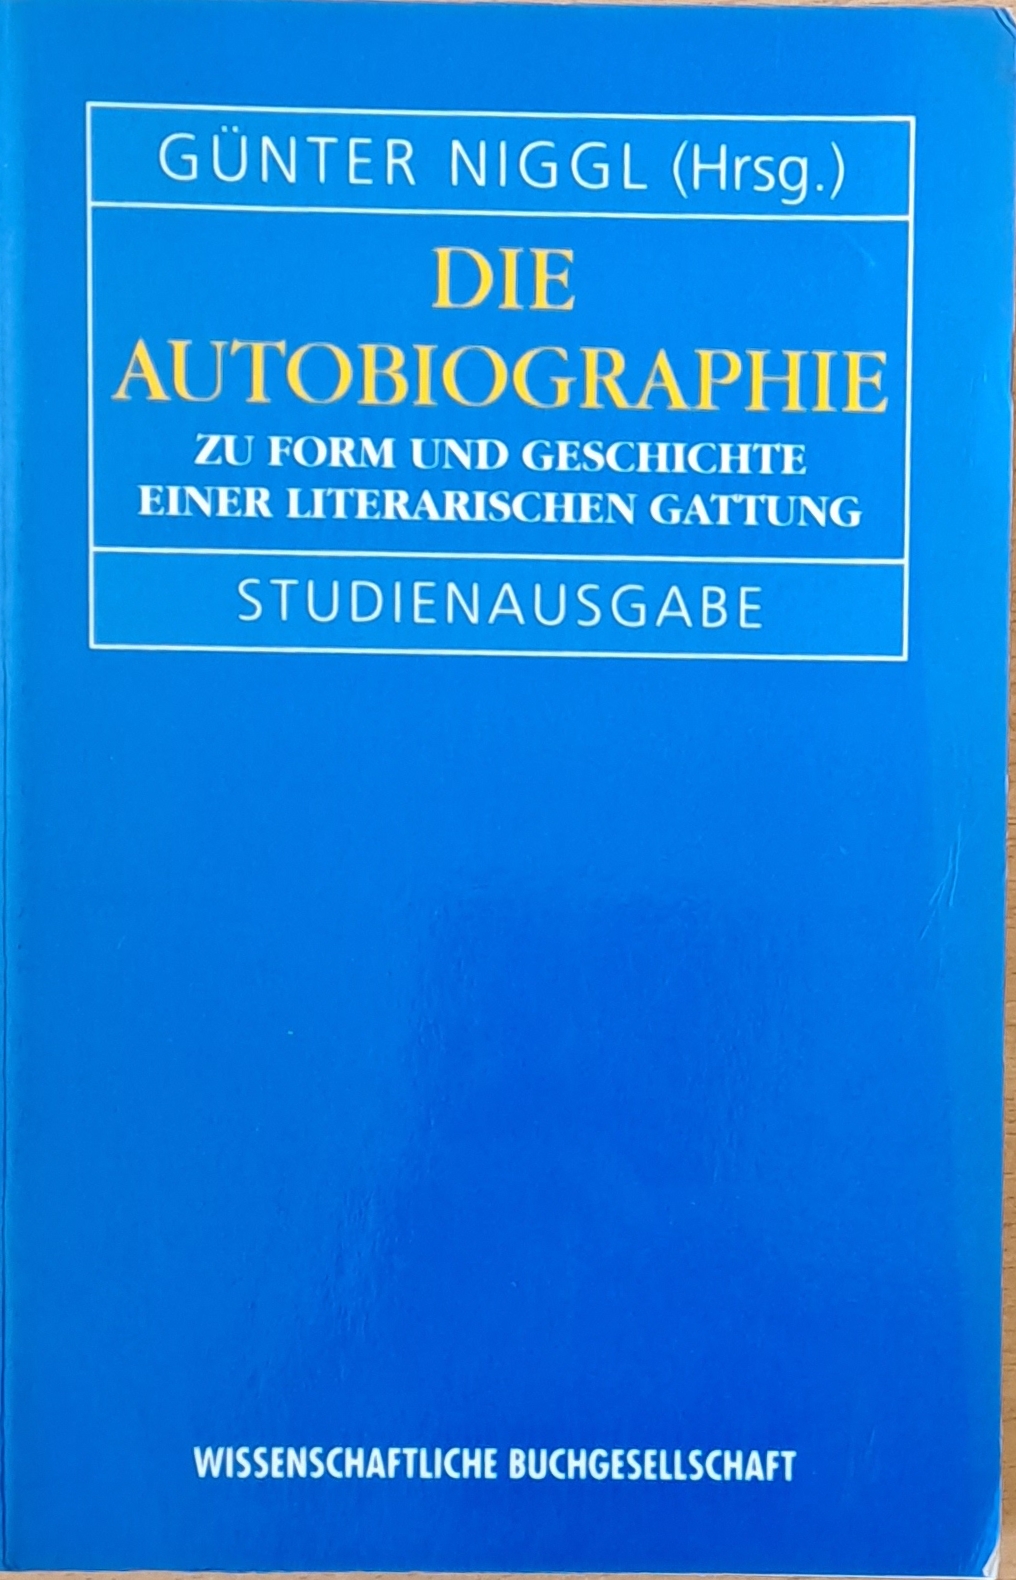 GÜNTER NIGGL (Hrsg.)
DIE
AUTOBIOGRAPHIE
ZU FORM UND GESCHICHTE
EINER LITERARISCHEN GATTUNG
STUDIENAUSGABE
WISSENSCHAFTLICHE BUCHGESELLSCHAFT